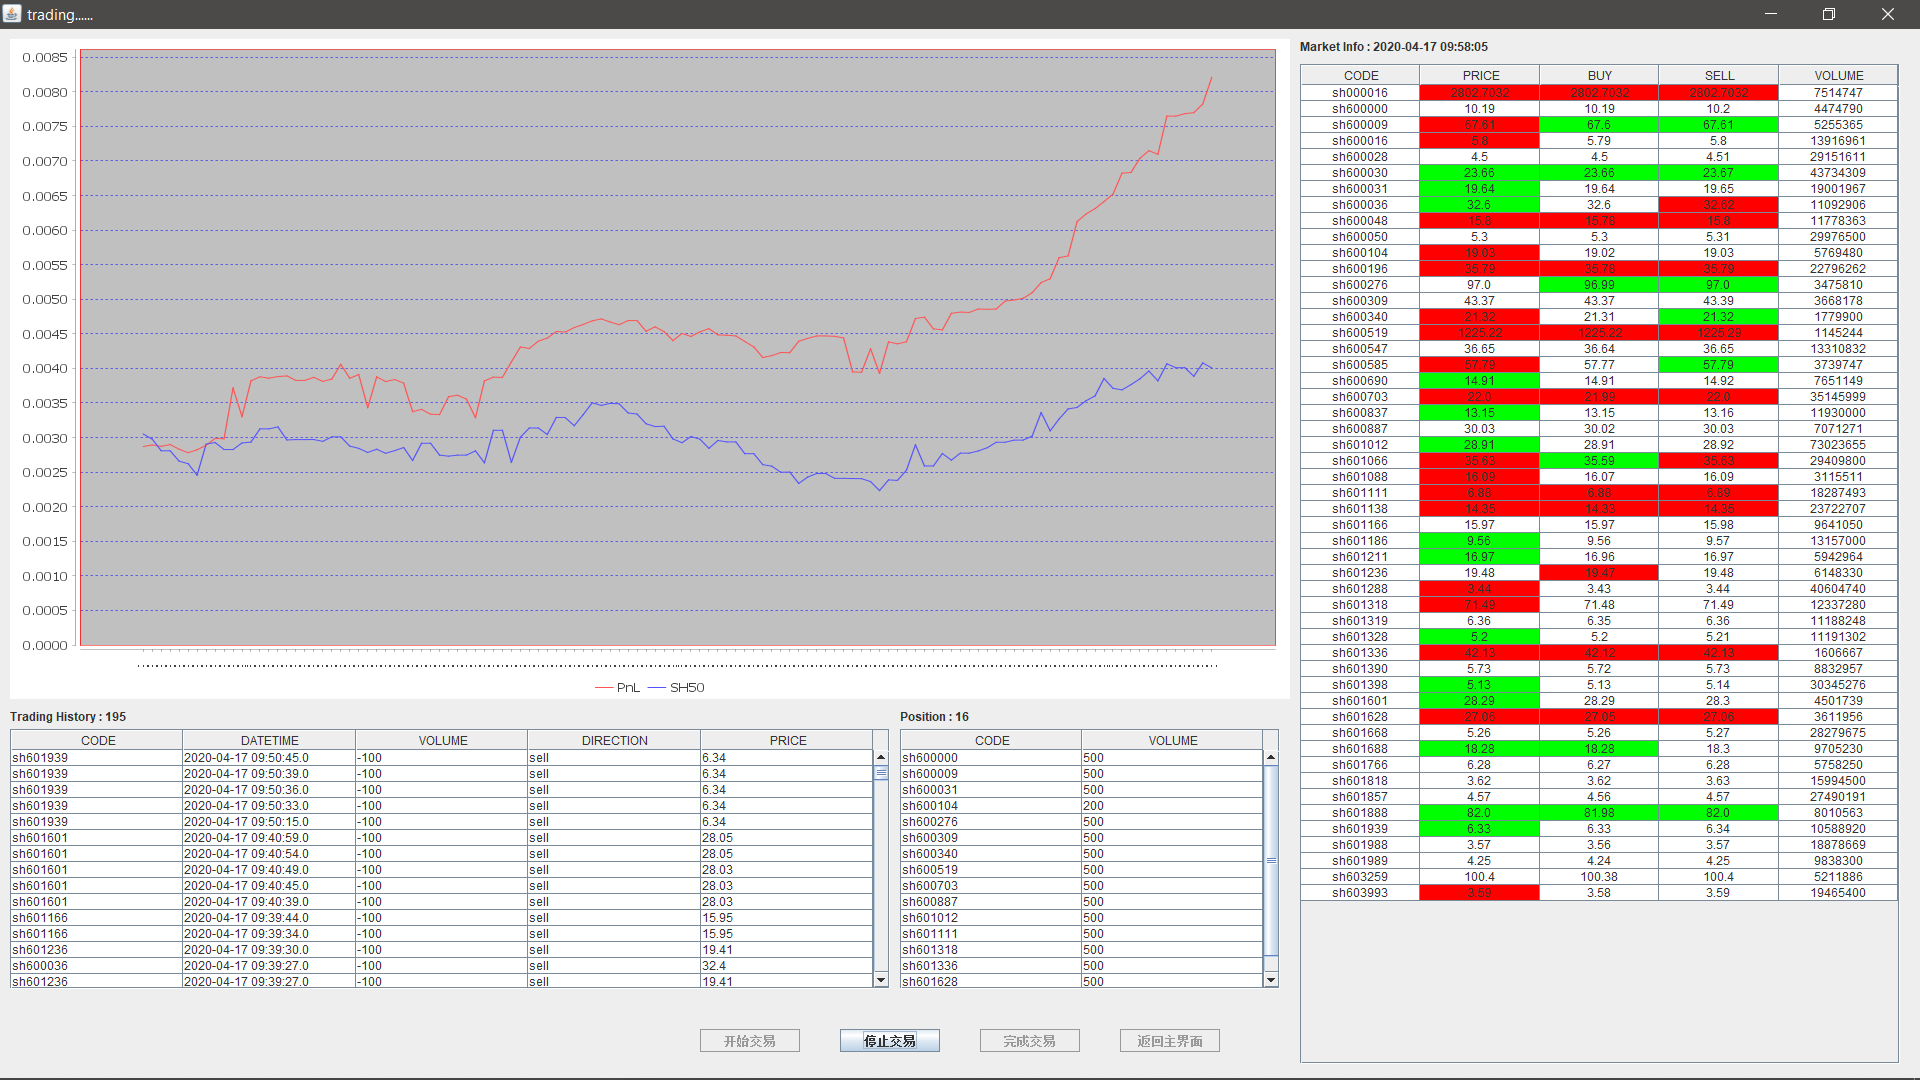 trading......
0.0085
0.0080
0.0075
0.0070
0.0065
0.0060
0.0055
0.0050
0.0045
0.0040
0.0035
0.0030
0.0025
0.0020
0.0015
0.0010
0.0005
0.0000
PnL SH50
Trading History : 195
CODE DATETIME VOLUME DIRECTION PRICE
sh601939 2020-04-17 09:50:45.0 -100 sell 6.34
sh601939 2020-04-17 09:50:39.0 -100 sell 6.34
sh601939 2020-04-17 09:50:36.0 -100 sell 6.34
sh601939 2020-04-17 09:50:33.0 -100 sell 6.34
sh601939 2020-04-17 09:50:15.0 -100 sell 6.34
sh601601 2020-04-17 09:40:59.0 -100 sell 28.05
sh601601 2020-04-17 09:40:54.0 -100 sell 28.05
sh601601 2020-04-17 09:40:49.0 -100 sell 28.03
sh601601 2020-04-17 09:40:45.0 -100 sell 28.03
sh601601 2020-04-17 09:40:39.0 -100 sell 28.03
sh601166 2020-04-17 09:39:44.0 -100 sell 15.95
sh601166 2020-04-17 09:39:34.0 -100 sell 15.95
sh601236 2020-04-17 09:39:30.0 -100 sell 19.41
sh600036 2020-04-17 09:39:27.0 -100 sell 32.4
sh601236 2020-04-17 09:39:27.0 -100 sell 19.41
Position : 16
CODE VOLUME
sh600000 500
sh600009 500
sh600031 500
sh600104 200
sh600276 500
sh600309 500
sh600340 500
sh600519 500
sh600703 500
sh600887 500
sh601012 500
sh601111 500
sh601318 500
sh601336 500
sh601628 500
开始交易 停止交易 完成交易 返回主界面
Market Info : 2020-04-17 09:58:05
CODE PRICE BUY SELL VOLUME
sh000016 2802.7032 2802.7032 2802.7032 7514747
sh600000 10.19 10.19 10.2 4474790
sh600009 67.61 67.6 67.61 5255365
sh600016 5.8 5.79 5.8 13916961
sh600028 4.5 4.5 4.51 29151611
sh600030 23.66 23.66 23.67 43734309
sh600031 19.64 19.64 19.65 19001967
sh600036 32.6 32.6 32.62 11092906
sh600048 15.8 15.78 15.8 11778363
sh600050 5.3 5.3 5.31 29976500
sh600104 19.03 19.02 19.03 5769480
sh600196 35.79 35.78 35.79 22796262
sh600276 97.0 96.99 97.0 3475810
sh600309 43.37 43.37 43.39 3668178
sh600340 21.32 21.31 21.32 1779900
sh600519 1225.22 1225.22 1225.29 1145244
sh600547 36.65 36.64 36.65 13310832
sh600585 57.79 57.77 57.79 3739747
sh600690 14.91 14.91 14.92 7651149
sh600703 22.0 21.99 22.0 35145999
sh600837 13.15 13.15 13.16 11930000
sh600887 30.03 30.02 30.03 7071271
sh601012 28.91 28.91 28.92 73023655
sh601066 35.63 35.59 35.63 29409800
sh601088 16.09 16.07 16.09 3115511
sh601111 6.88 6.88 6.89 18287493
sh601138 14.35 14.33 14.35 23722707
sh601166 15.97 15.97 15.98 9641050
sh601186 9.56 9.56 9.57 13157000
sh601211 16.97 16.96 16.97 5942964
sh601236 19.48 19.47 19.48 6148330
sh601288 3.44 3.43 3.44 40604740
sh601318 71.49 71.48 71.49 12337280
sh601319 6.36 6.35 6.36 11188248
sh601328 5.2 5.2 5.21 11191302
sh601336 42.13 42.12 42.13 1606667
sh601390 5.73 5.72 5.73 8832957
sh601398 5.13 5.13 5.14 30345276
sh601601 28.29 28.29 28.3 4501739
sh601628 27.06 27.05 27.06 3611956
sh601668 5.26 5.26 5.27 28279675
sh601688 18.28 18.28 18.3 9705230
sh601766 6.28 6.27 6.28 5758250
sh601818 3.62 3.62 3.63 15994500
sh601857 4.57 4.56 4.57 27490191
sh601888 82.0 81.98 82.0 8010563
sh601939 6.33 6.33 6.34 10588920
sh601988 3.57 3.56 3.57 18878669
sh601989 4.25 4.24 4.25 9838300
sh603259 100.4 100.38 100.4 5211886
sh603993 3.59 3.58 3.59 19465400